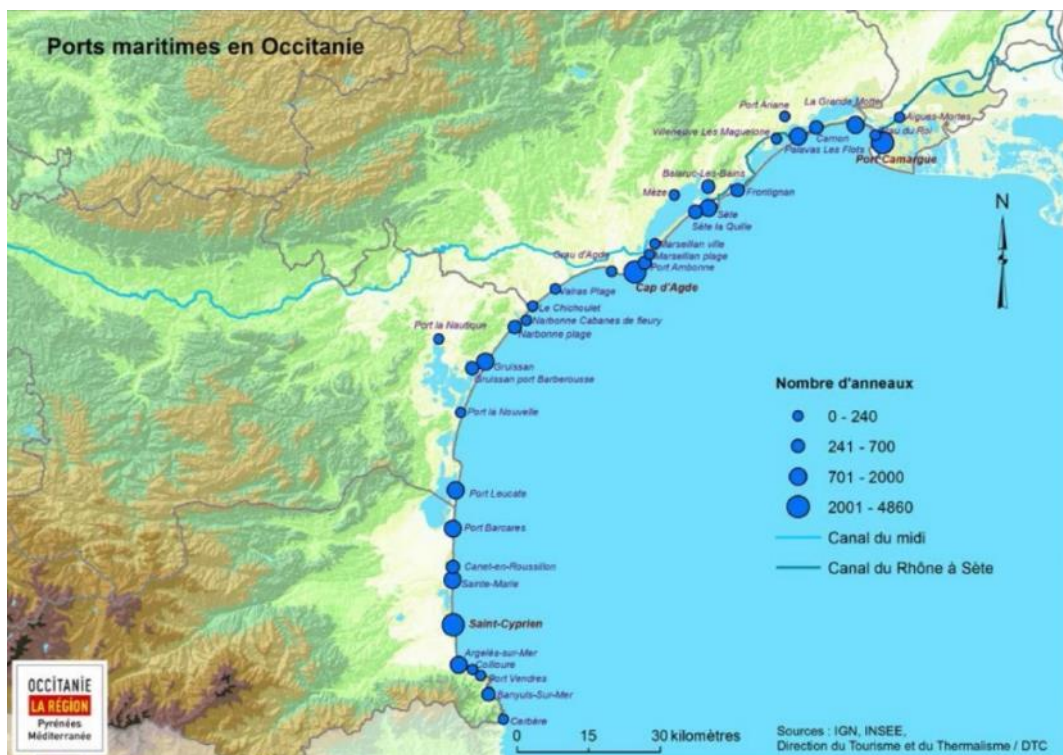 Ports maritimes en Occitanie
La Grande Motte
Port Ariane
Aigues-Mortes
Villeneuve Les Maguelone
Carnon
Grau du Roi
Palavas Les Flots
Port Camargue
Balaruc-Les-Bains
Mèze
Frontignan
Sète
Sète la Quille
Marseillan ville
Grau d'Agde
Marseillan plage
Port Ambonne
Cap d'Agde
Valras Plage
Le Chichoulet
Narbonne Cabanes de fleury
Port la Nautique
Narbonne plage
Gruissan
Gruissan port Barberousse
Port la Nouvelle
Port Leucate
Port Barcares
Canet-en-Roussillon
Sainte-Marie
Saint-Cyprien
Argelés-sur-Mer
Collioure
Port Vendres
Banyuls-Sur-Mer
Cerbère
N
Nombre d'anneaux
0 - 240
241 - 700
701 - 2000
2001 - 4860
Canal du midi
Canal du Rhône à Sète
OCCITANIE
LA RÉGION
Pyrénées
Méditerranée
0 15 30 kilomètres
Sources : IGN, INSEE,
Direction du Tourisme et du Thermalisme / DTC